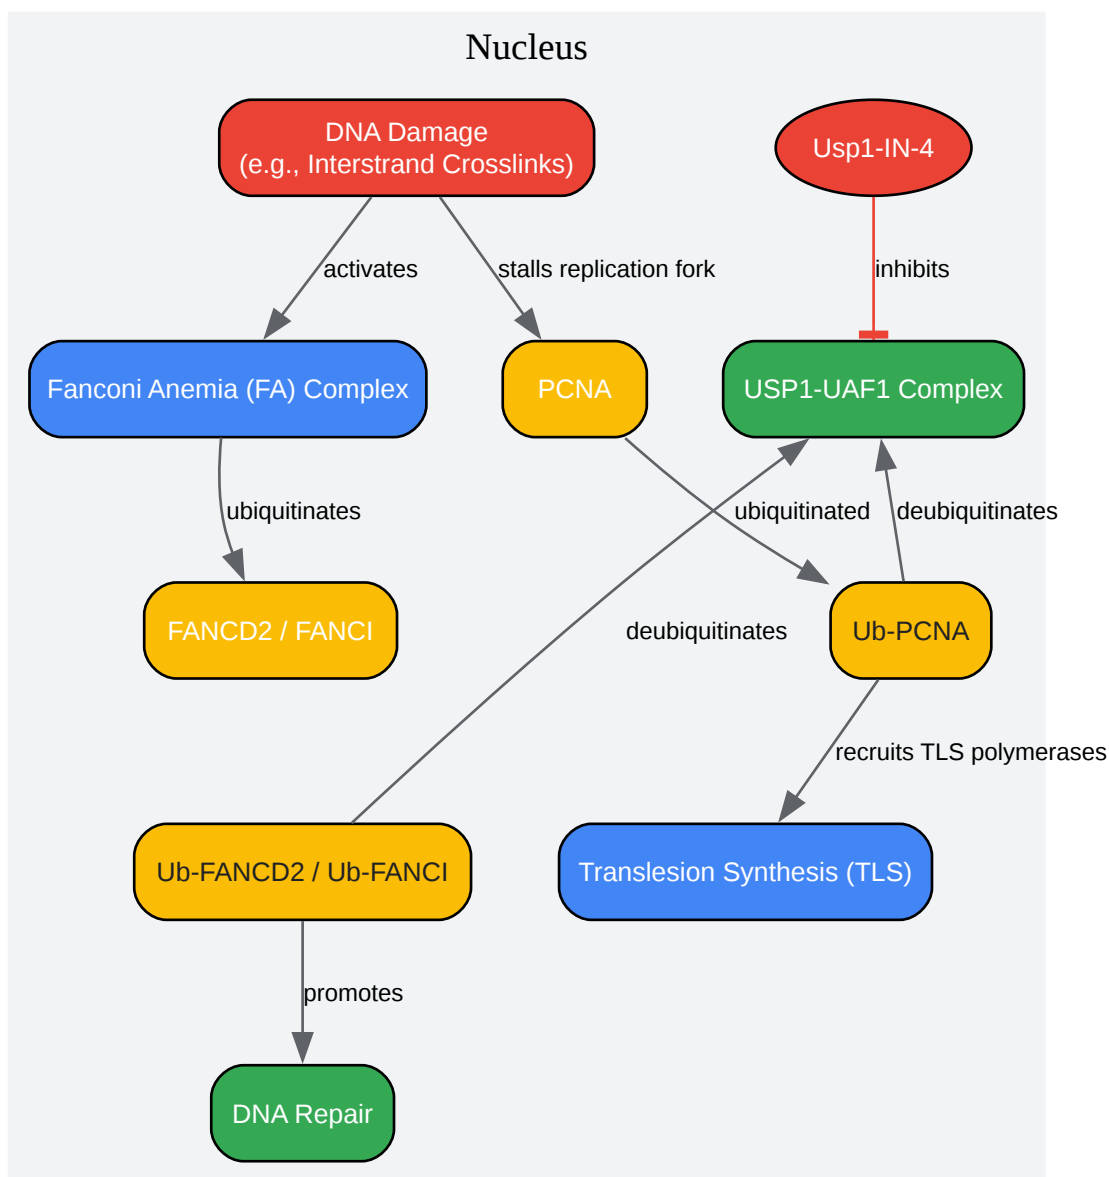 Nucleus
DNA Damage
(e.g., Interstrand Crosslinks)
Usp1-IN-4
activates
stalls replication fork
inhibits
Fanconi Anemia (FA) Complex
PCNA
USP1-UAF1 Complex
ubiquitinates
ubiquitinated
deubiquitinates
FANCD2 / FANCI
deubiquitinates
Ub-PCNA
recruits TLS polymerases
Ub-FANCD2 / Ub-FANCI
Translesion Synthesis (TLS)
promotes
DNA Repair